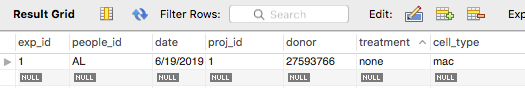 Result Grid Filter Rows: Search Edit: Exp
exp_id people_id date proj_id donor treatment cell_type
1 AL 6/19/2019 1 27593766 none mac
NULL NULL NULL NULL NULL NULL NULL